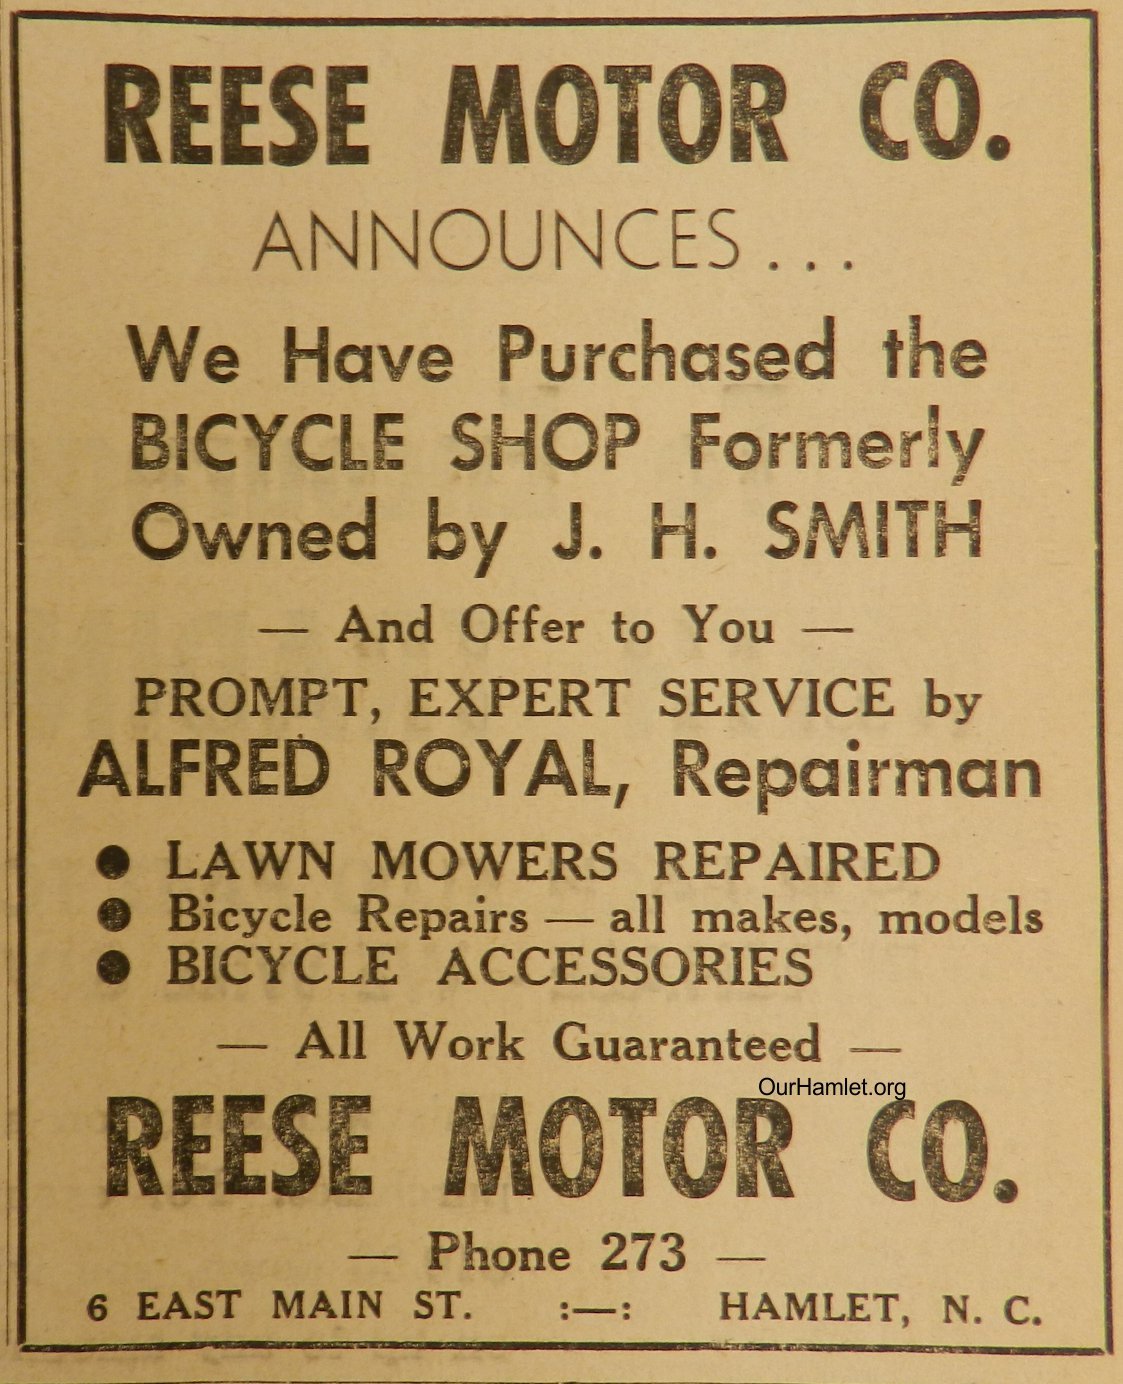 REESE MOTOR CO.
ANNOUNCES . . .
We Have Purchased the
BICYCLE SHOP Formerly
Owned by J. H. SMITH
— And Offer to You —
PROMPT, EXPERT SERVICE by
ALFRED ROYAL, Repairman
● LAWN MOWERS REPAIRED
● Bicycle Repairs — all makes, models
● BICYCLE ACCESSORIES
— All Work Guaranteed —
OurHamlet.org
REESE MOTOR CO.
— Phone 273 —
6 EAST MAIN ST. :—: HAMLET, N. C.